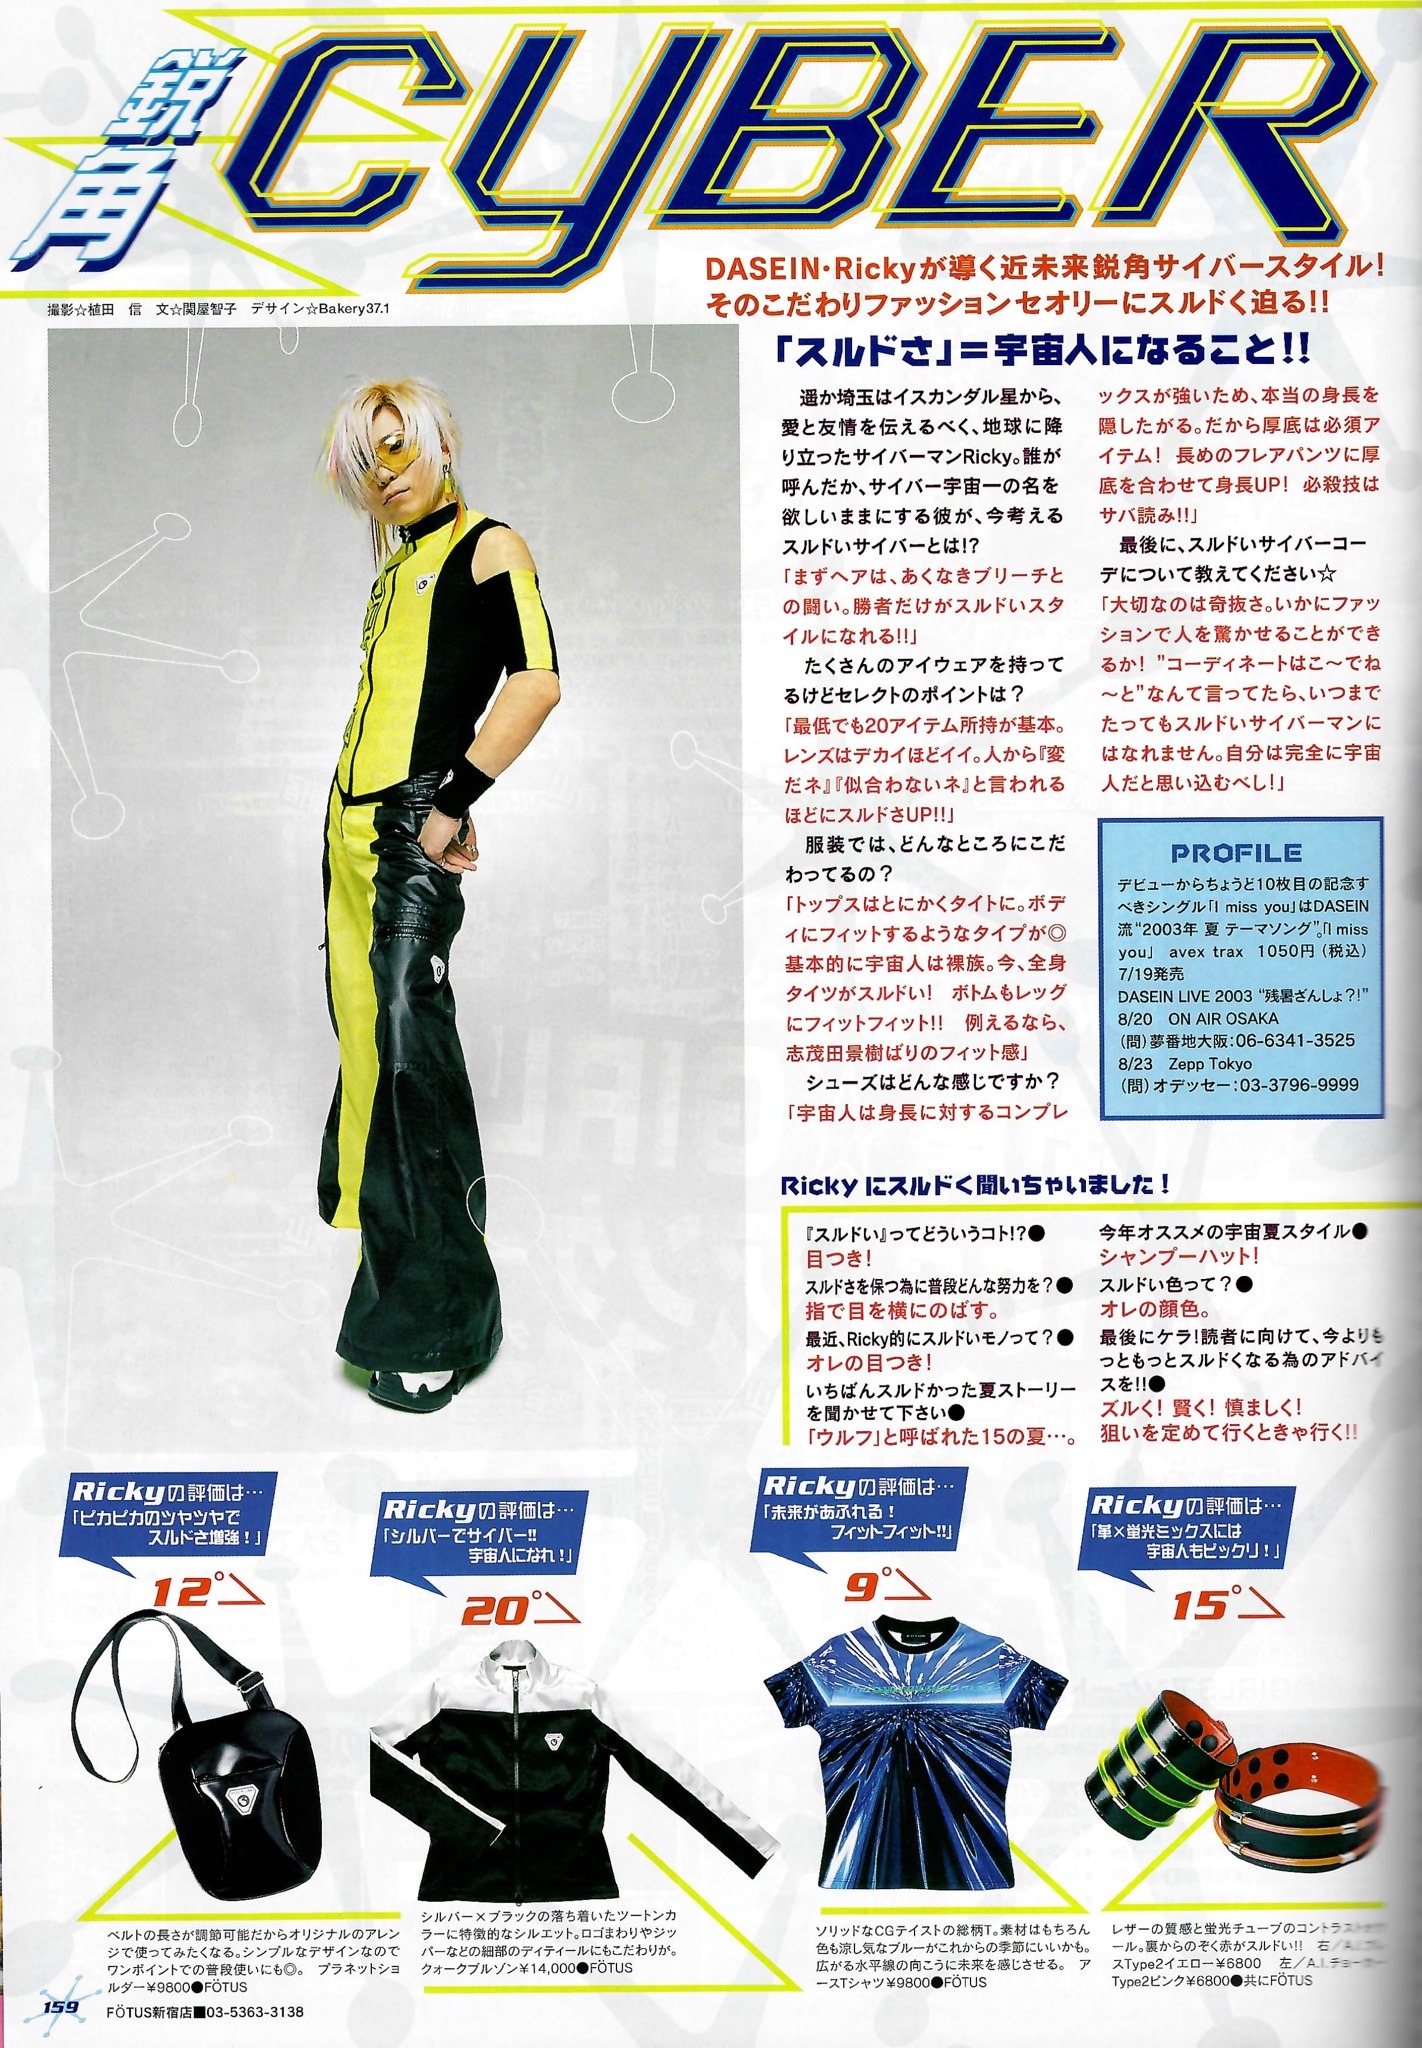 鋭角
CYBER
DASEIN・Rickyが導く近未来鋭角サイバースタイル!
そのこだわりファッションセオリーにスルドく迫る!!
撮影☆植田 信 文☆関屋智子 デザイン☆Bakery37.1
「スルドさ」=宇宙人になること!!
遥か埼玉はイスカンダル星から、
愛と友情を伝えるべく、地球に降
り立ったサイバーマンRicky。誰が
呼んだか、サイバー宇宙一の名を
欲しいままにする彼が、今考える
スルドいサイバーとは!?
「まずヘアは、あくなきブリーチと
の闘い。勝者だけがスルドいスタ
イルになれる!!」
たくさんのアイウェアを持って
るけどセレクトのポイントは?
「最低でも20アイテム所持が基本。
レンズはデカイほどイイ。人から『変
だネ』『似合わないネ』と言われる
ほどにスルドさUP!!」
服装では、どんなところにこだ
わってるの?
「トップスはとにかくタイトに。ボデ
ィにフィットするようなタイプが◎
基本的に宇宙人は裸族。今、全身
タイツがスルドい! ボトムもレッグ
にフィットフィット!! 例えるなら、
志茂田景樹ばりのフィット感」
シューズはどんな感じですか?
「宇宙人は身長に対するコンプレ
ックスが強いため、本当の身長を
隠したがる。だから厚底は必須ア
イテム! 長めのフレアパンツに厚
底を合わせて身長UP! 必殺技は
サバ読み!!」
最後に、スルドいサイバーコー
デについて教えてください☆
「大切なのは奇抜さ。いかにファッ
ションで人を驚かせることができ
るか! ”コーディネートはこ〜でね
〜と”なんて言ってたら、いつまで
たってもスルドいサイバーマンに
はなれません。自分は完全に宇宙
人だと思い込むべし!」
PROFILE
デビューからちょうど10枚目の記念す
べきシングル「I miss you」はDASEIN
流“2003年 夏 テーマソング”。「I miss
you」 avex trax 1050円(税込)
7/19発売
DASEIN LIVE 2003 “残暑ざんしょ?!”
8/20 ON AIR OSAKA
(問)夢番地大阪:06-6341-3525
8/23 Zepp Tokyo
(問)オデッセー:03-3796-9999
Rickyにスルドく聞いちゃいました!
『スルドい』ってどういうコト!?●
目つき!
スルドさを保つ為に普段どんな努力を?●
指で目を横にのばす。
最近、Ricky的にスルドいモノって?●
オレの目つき!
いちばんスルドかった夏ストーリー
を聞かせて下さい●
「ウルフ」と呼ばれた15の夏…。
今年オススメの宇宙夏スタイル●
シャンプーハット!
スルドい色って?●
オレの顔色。
最後にケラ!読者に向けて、今よりも
っともっとスルドくなる為のアドバイ
スを!!●
ズルく! 賢く! 慎ましく!
狙いを定めて行くときゃ行く!!
Rickyの評価は…
「ピカピカのツヤツヤで
スルドさ増強!」
12°
Rickyの評価は…
「シルバーでサイバー!!
宇宙人になれ!」
20°
Rickyの評価は…
「未来があふれる!
フィットフィット!!」
9°
Rickyの評価は…
「革×蛍光ミックスには
宇宙人もビックリ!」
15°
ベルトの長さが調節可能だからオリジナルのアレン
ジで使ってみたくなる。シンプルなデザインなので
ワンポイントでの普段使いにも◎。 プラネットショ
ルダー¥9800●FÖTUS
シルバー×ブラックの落ち着いたツートンカ
ラーに特徴的なシルエット。ロゴまわりやジッ
パーなどの細部のディティールにもこだわりが。
クォークブルゾン¥14,000●FÖTUS
ソリッドなCGテイストの総柄T。素材はもちろん
色も涼し気なブルーがこれからの季節にいいかも。
広がる水平線の向こうに未来を感じさせる。 ア
ースTシャツ¥9800●FÖTUS
レザーの質感と蛍光チューブのコントラストが
ール。裏からのぞく赤がスルドい!! 右/A.I.ブレ
スType2イエロー¥6800 左/A.I.チョーカー
Type2ピンク¥6800●共にFÖTUS
159
FÖTUS新宿店■03-5363-3138